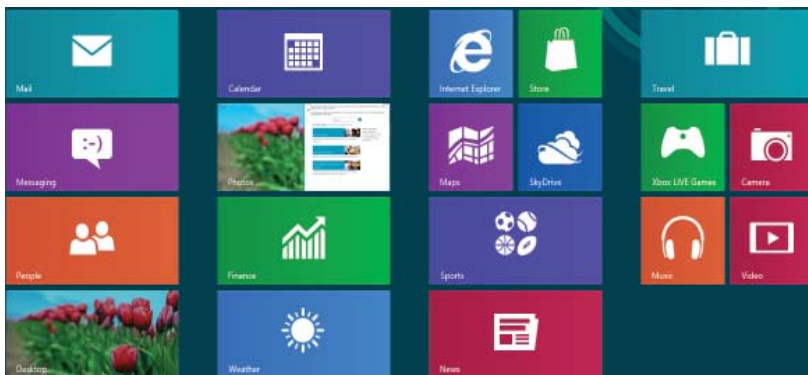 Mail
Calendar
Internet Explorer
Store
Travel
:-)
Messaging
Photos
Maps
SkyDrive
Xbox LIVE Games
Camera
People
Finance
Sports
Music
Video
Desktop
Weather
News